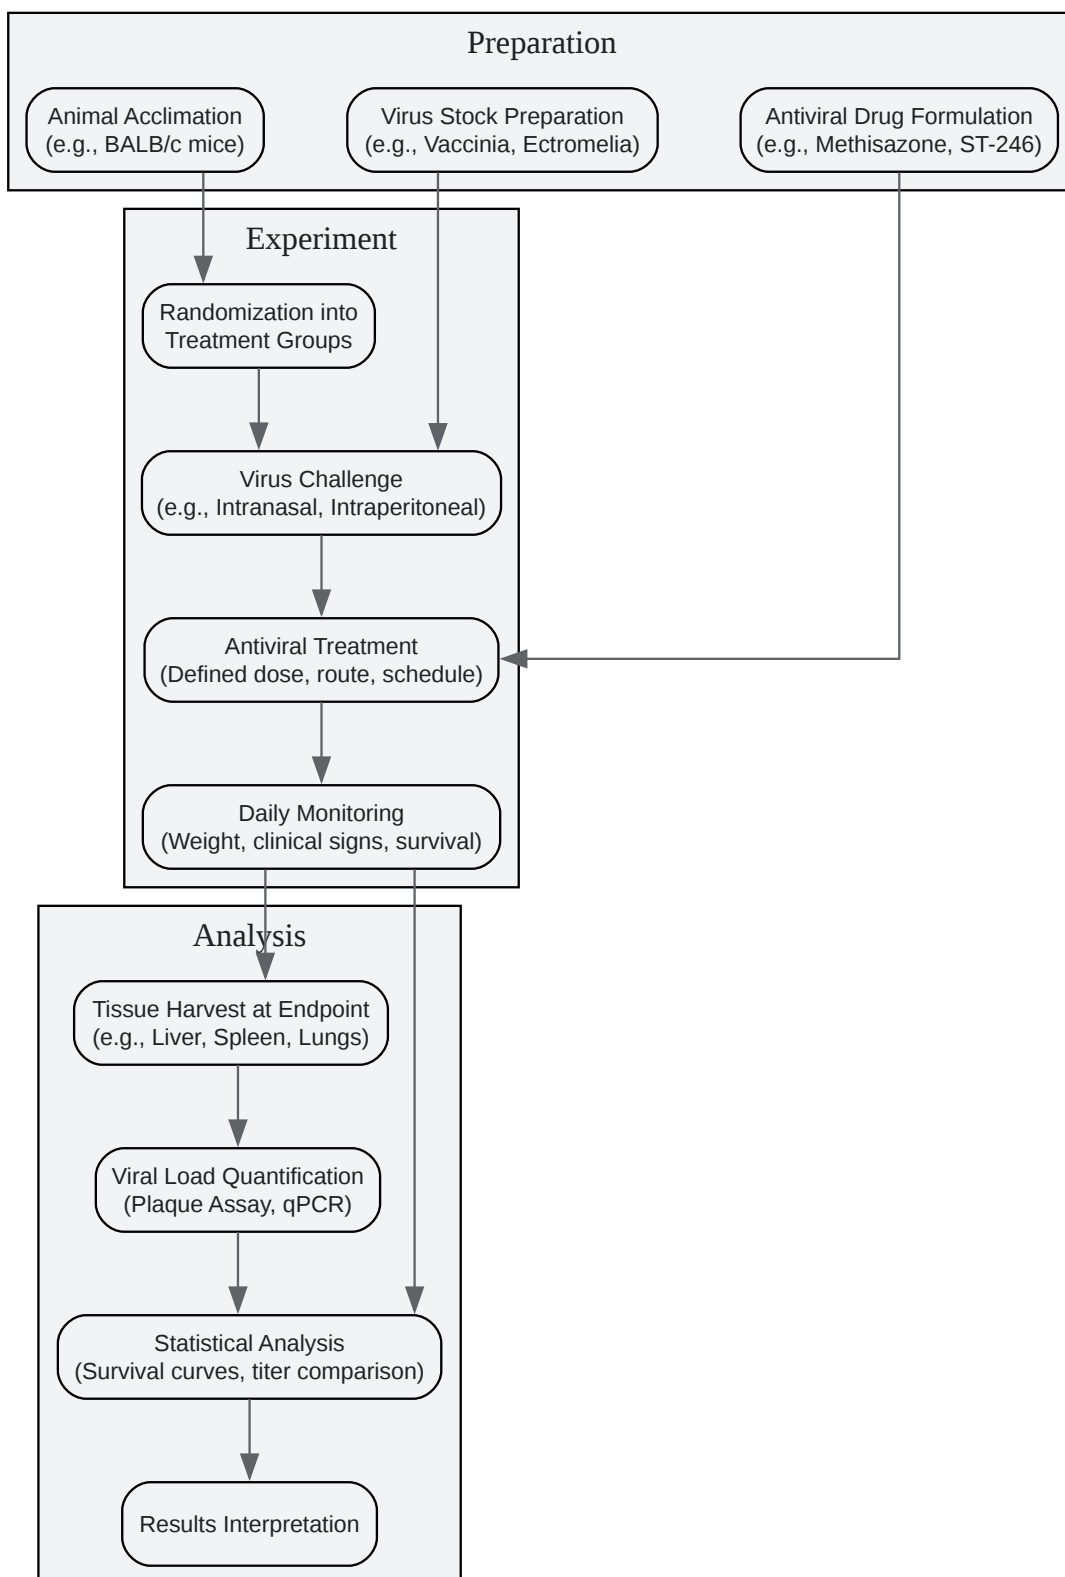 Preparation
Animal Acclimation
(e.g., BALB/c mice)
Virus Stock Preparation
(e.g., Vaccinia, Ectromelia)
Antiviral Drug Formulation
(e.g., Methisazone, ST-246)
Experiment
Randomization into
Treatment Groups
Virus Challenge
(e.g., Intranasal, Intraperitoneal)
Antiviral Treatment
(Defined dose, route, schedule)
Daily Monitoring
(Weight, clinical signs, survival)
Analysis
Tissue Harvest at Endpoint
(e.g., Liver, Spleen, Lungs)
Viral Load Quantification
(Plaque Assay, qPCR)
Statistical Analysis
(Survival curves, titer comparison)
Results Interpretation